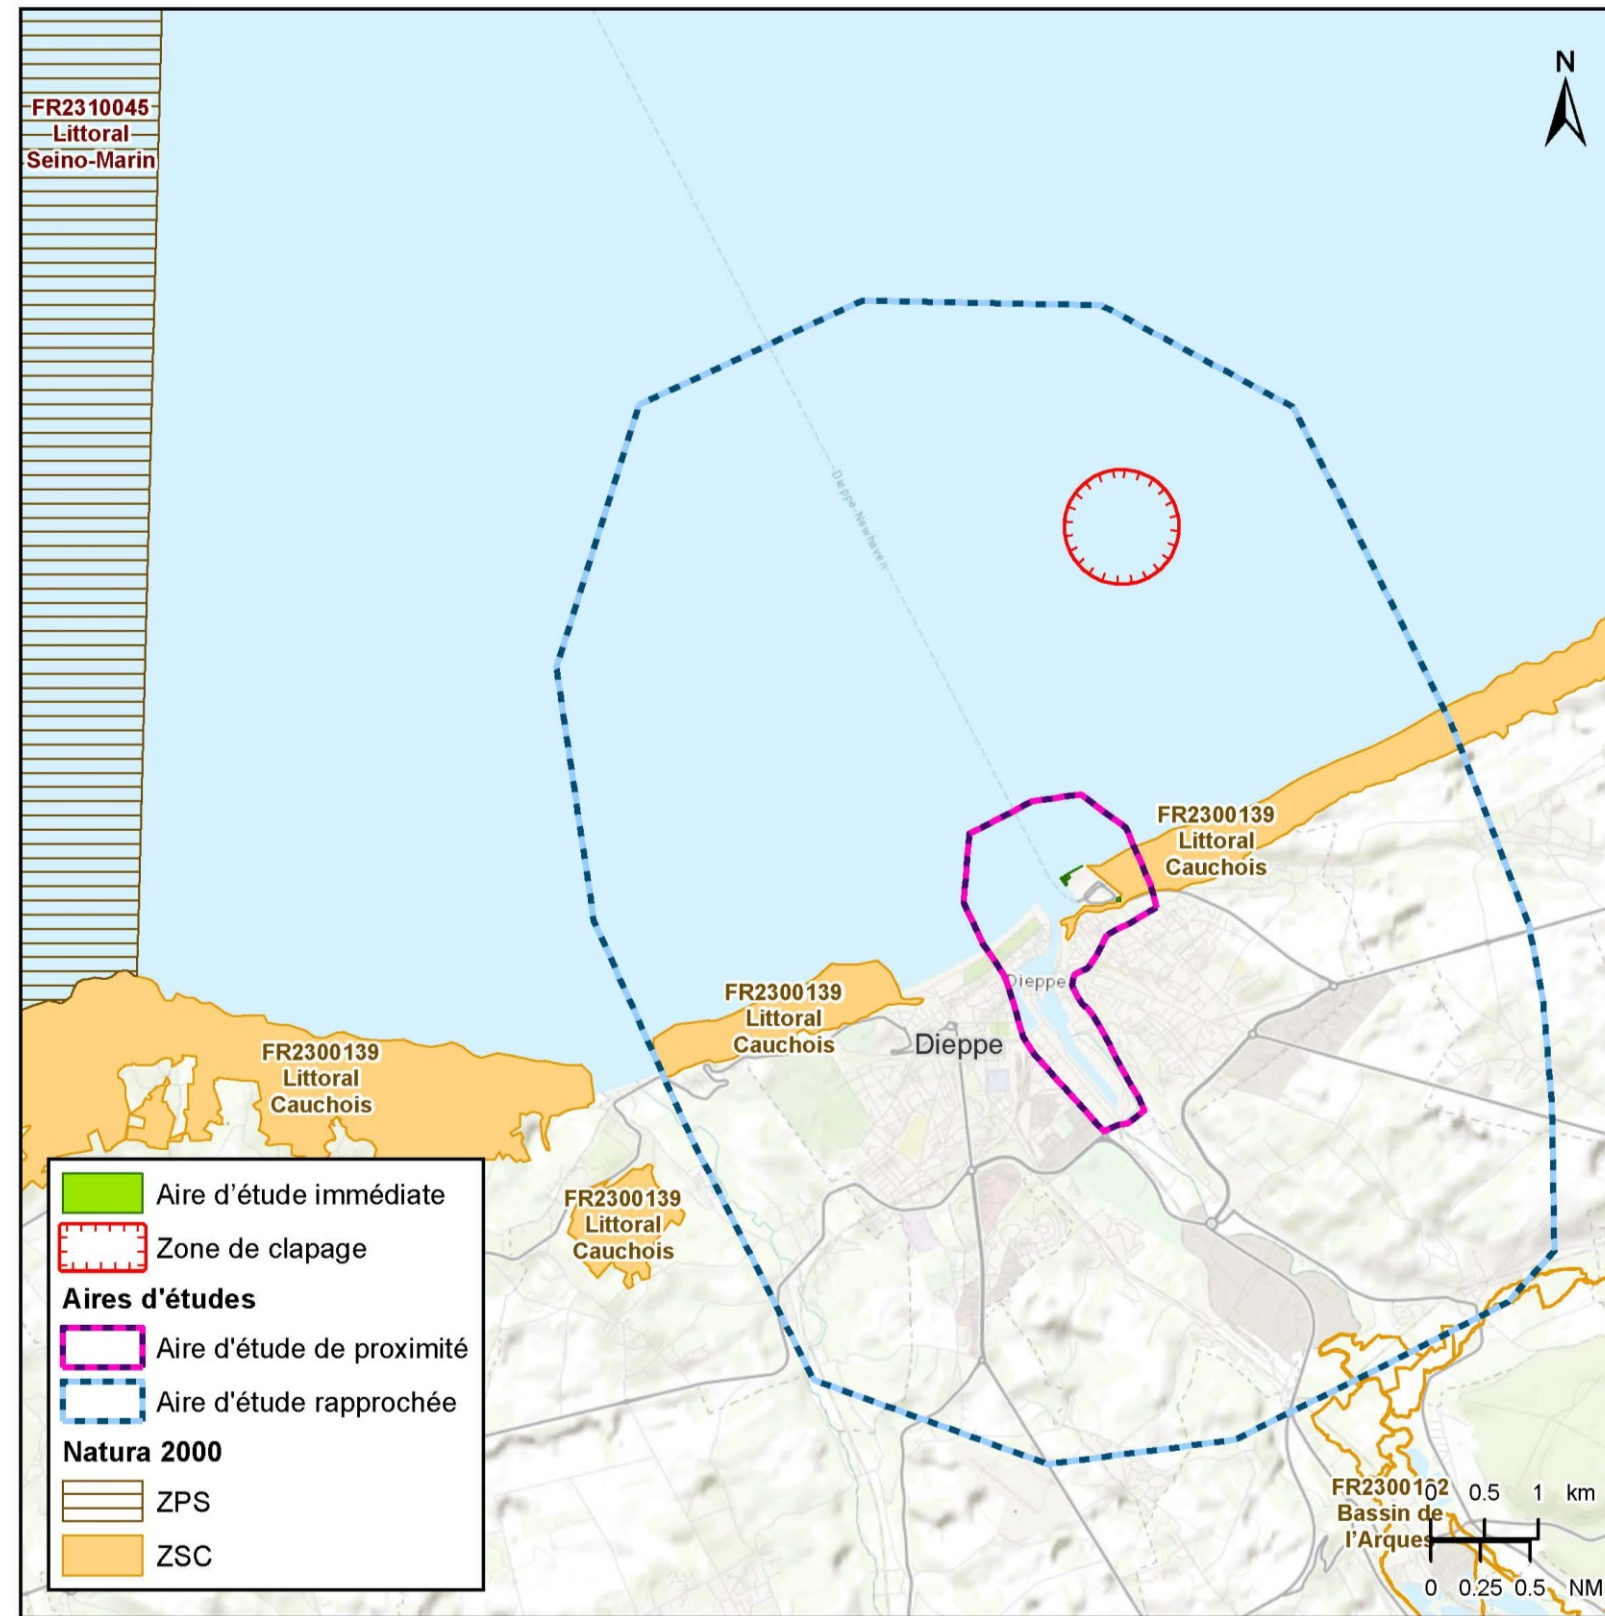 N
FR2310045
Littoral
Seino-Marin
Dieppe-Newhaven
FR2300139
Littoral
Cauchois
FR2300139
Littoral
Cauchois
Dieppe
Dieppe
FR2300139
Littoral
Cauchois
FR2300139
Littoral
Cauchois
Aire d'étude immédiate
Zone de clapage
Aires d'études
Aire d'étude de proximité
Aire d'étude rapprochée
Natura 2000
ZPS
ZSC
FR2300132
Bassin de
l'Arques
0 0.5 1 km
0 0.25 0.5 NM